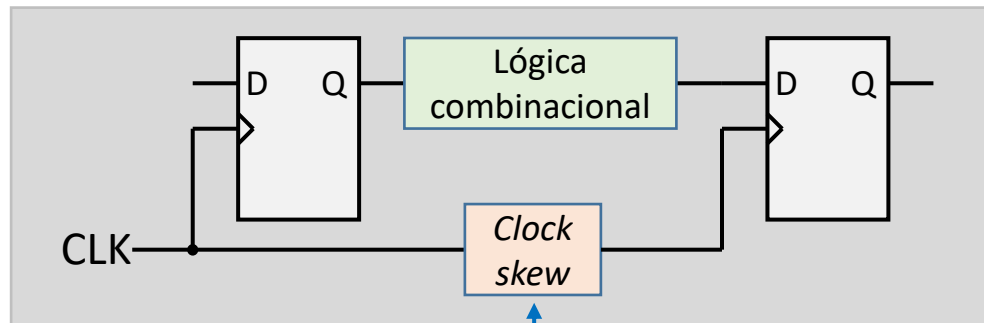 D Q
Lógica
combinacional
D Q
CLK
Clock
skew